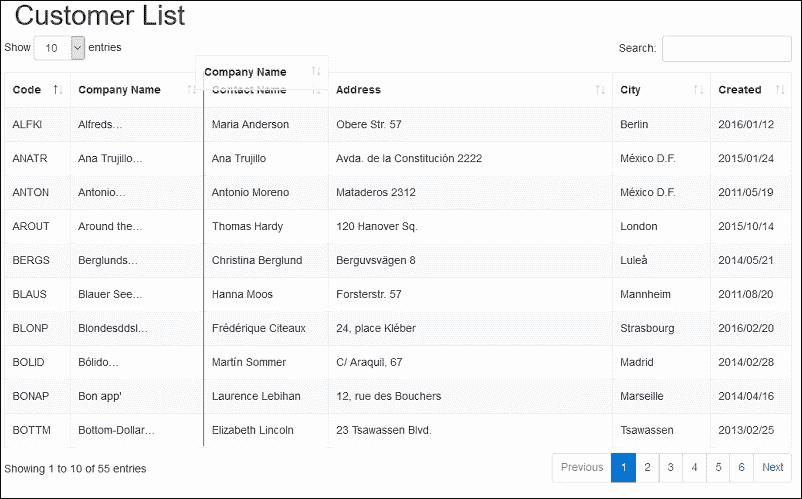 Customer List
Show 10 entries Search:
Company Name
Code Company Name Contact Name Address City Created
ALFKI Alfreds... Maria Anderson Obere Str. 57 Berlin 2016/01/12
ANATR Ana Trujillo... Ana Trujillo Avda. de la Constitución 2222 México D.F. 2015/01/24
ANTON Antonio... Antonio Moreno Mataderos 2312 México D.F. 2011/05/19
AROUT Around the... Thomas Hardy 120 Hanover Sq. London 2015/10/14
BERGS Berglunds... Christina Berglund Berguvsvägen 8 Luleå 2014/05/21
BLAUS Blauer See... Hanna Moos Forsterstr. 57 Mannheim 2011/08/20
BLONP Blondesddsl... Frédérique Citeaux 24, place Kléber Strasbourg 2016/02/20
BOLID Bólido... Martín Sommer C/ Araquil, 67 Madrid 2014/02/28
BONAP Bon app' Laurence Lebihan 12, rue des Bouchers Marseille 2014/04/16
BOTTM Bottom-Dollar... Elizabeth Lincoln 23 Tsawassen Blvd. Tsawassen 2013/02/25
Showing 1 to 10 of 55 entries Previous 1 2 3 4 5 6 Next